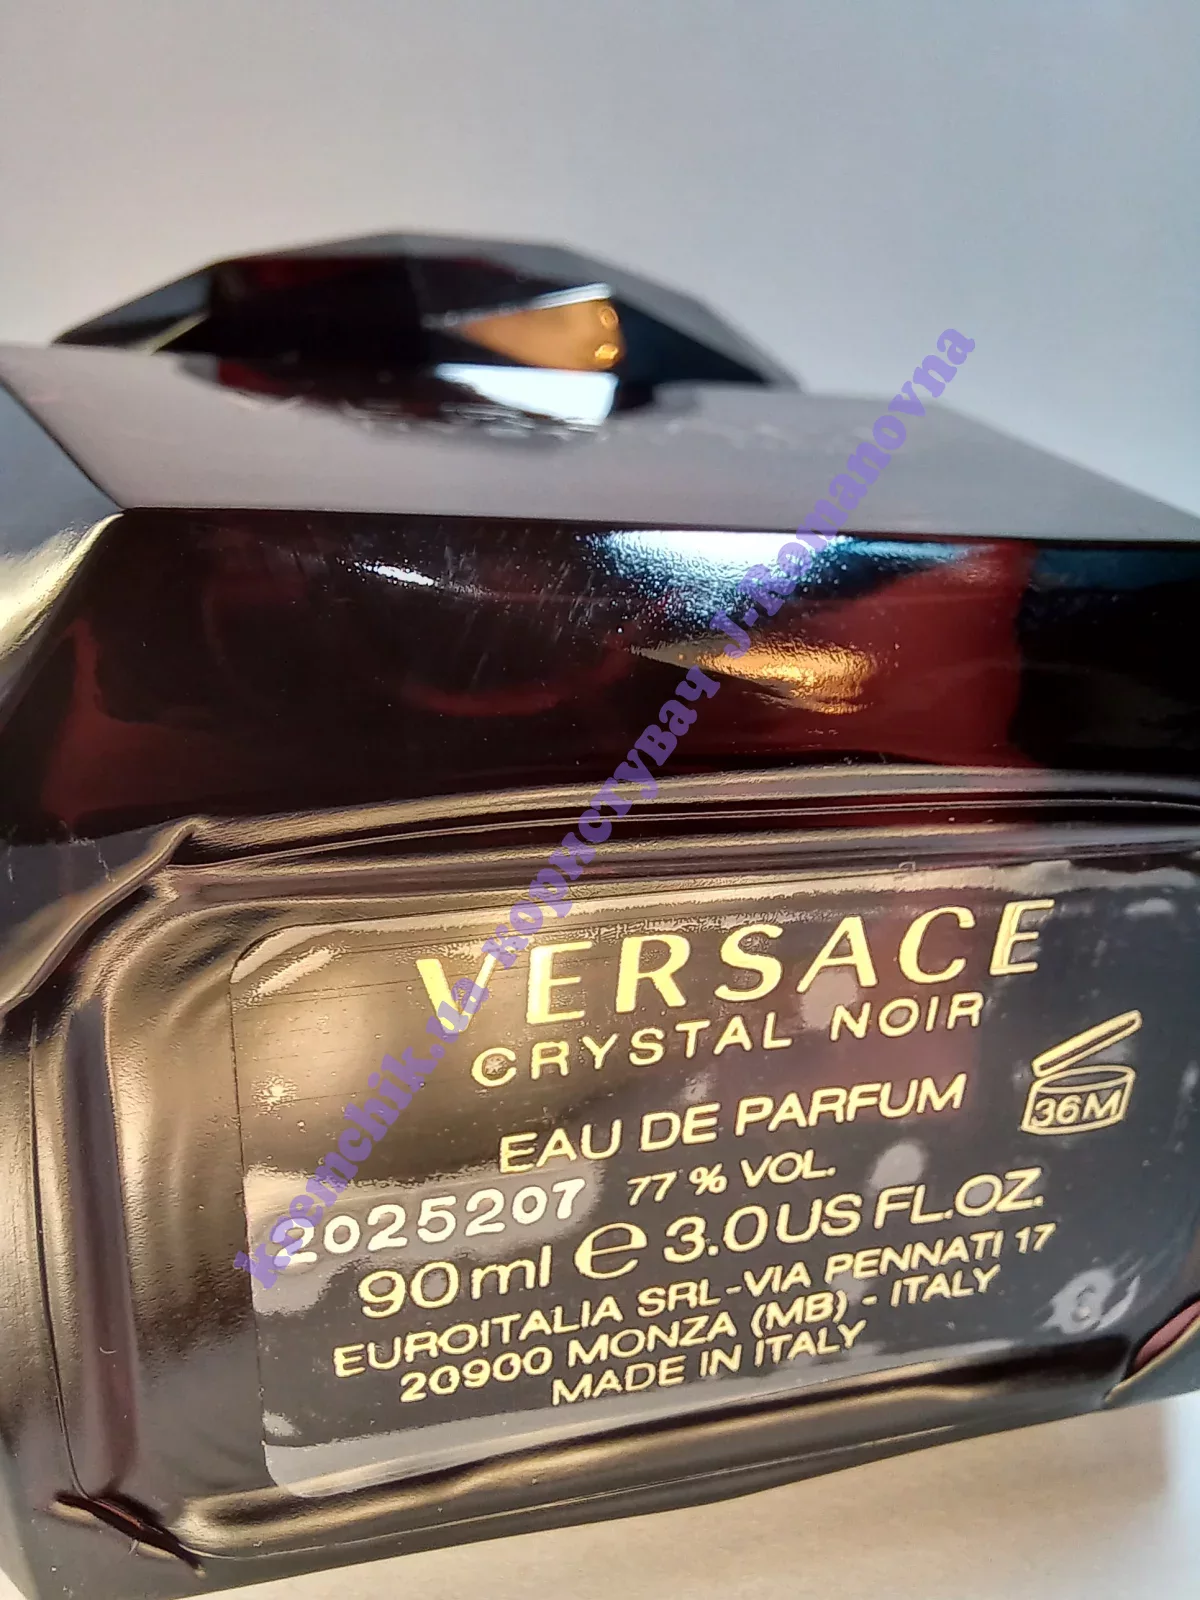 VERSACE
CRYSTAL NOIR
EAU DE PARFUM
36M
2025207 77 % VOL.
90ml e 3.0 US FL.OZ.
EUROITALIA SRL-VIA PENNATI 17
20900 MONZA (MB) - ITALY
MADE IN ITALY
ksemchik.ua користувач J-Romanovna